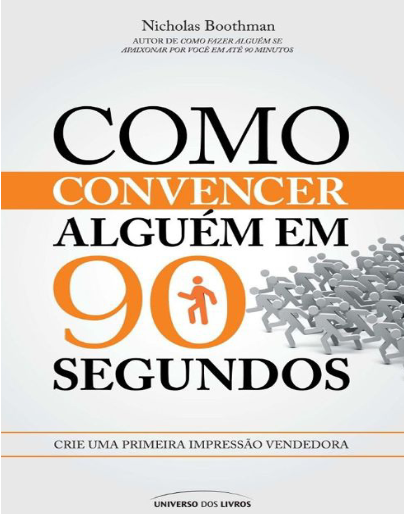 Nicholas Boothman
AUTOR DE COMO FAZER ALGUÉM SE
APAIXONAR POR VOCÊ EM ATÉ 90 MINUTOS
COMO
CONVENCER
ALGUÉM EM
90
SEGUNDOS
CRIE UMA PRIMEIRA IMPRESSÃO VENDEDORA
UNIVERSO DOS LIVROS